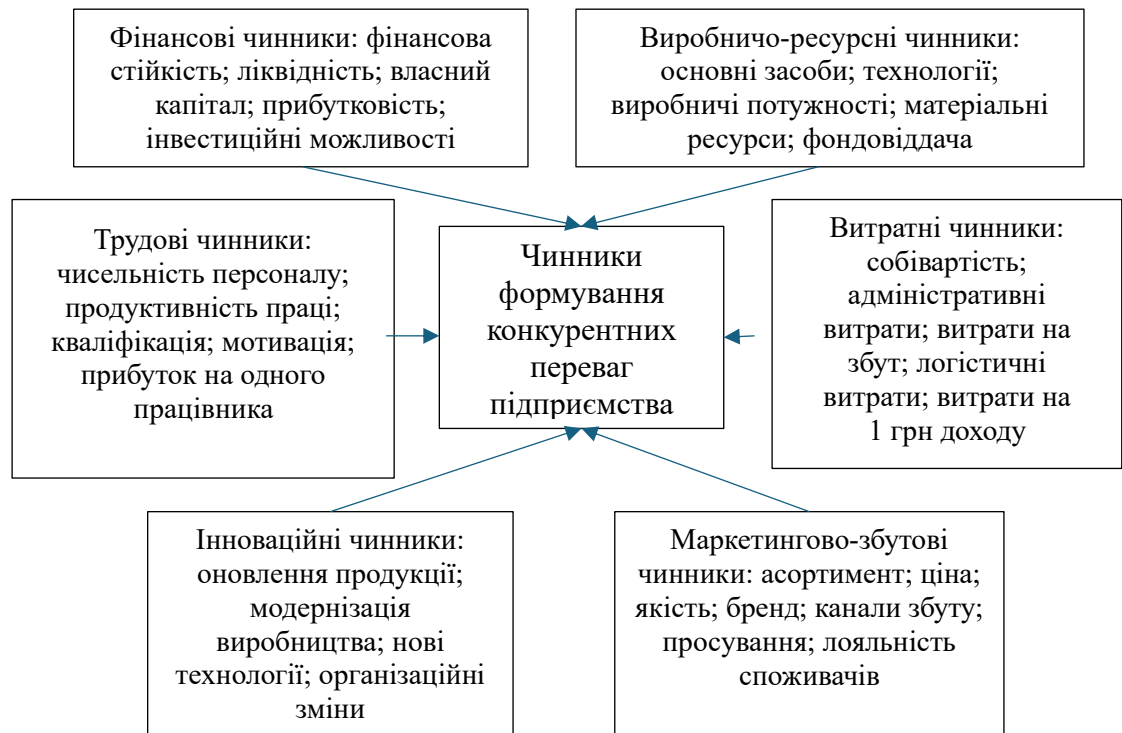 Фінансові чинники: фінансова
стійкість; ліквідність; власний
капітал; прибутковість;
інвестиційні можливості
Виробничо-ресурсні чинники:
основні засоби; технології;
виробничі потужності; матеріальні
ресурси; фондовіддача
Трудові чинники:
чисельність персоналу;
продуктивність праці;
кваліфікація; мотивація;
прибуток на одного
працівника
Чинники
формування
конкурентних
переваг
підприємства
Витратні чинники:
собівартість;
адміністративні
витрати; витрати на
збут; логістичні
витрати; витрати на
1 грн доходу
Інноваційні чинники:
оновлення продукції;
модернізація
виробництва; нові
технології; організаційні
зміни
Маркетингово-збутові
чинники: асортимент; ціна;
якість; бренд; канали збуту;
просування; лояльність
споживачів